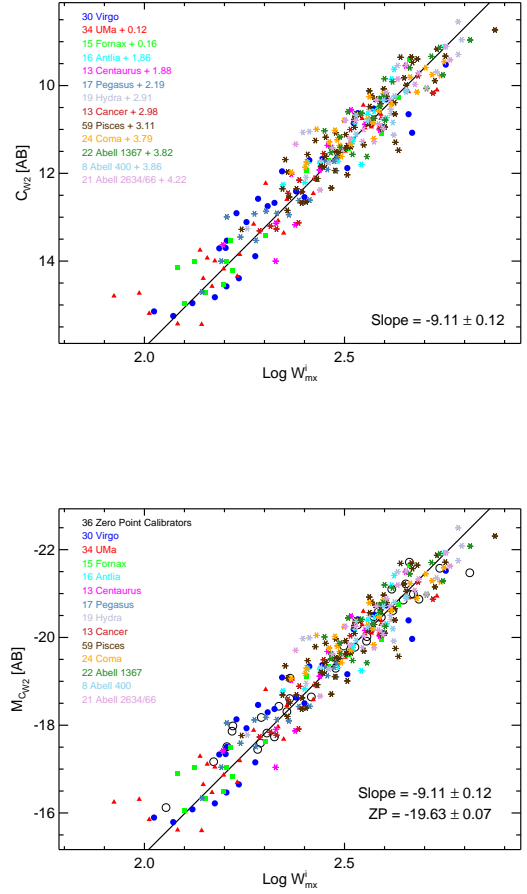 30 Virgo
34 UMa + 0.12
15 Fornax + 0.16
16 Antlia + 1.86
13 Centaurus + 1.88
17 Pegasus + 2.19
19 Hydra + 2.91
13 Cancer + 2.98
59 Pisces + 3.11
24 Coma + 3.79
22 Abell 1367 + 3.82
8 Abell 400 + 3.86
21 Abell 2634/66 + 4.22
10
12
14
C_W2 [AB]
Slope = -9.11 ± 0.12
2.0 2.5
Log W^i_mx
36 Zero Point Calibrators
30 Virgo
34 UMa
15 Fornax
16 Antlia
13 Centaurus
17 Pegasus
19 Hydra
13 Cancer
59 Pisces
24 Coma
22 Abell 1367
8 Abell 400
21 Abell 2634/66
-22
-20
-18
-16
M_C_W2 [AB]
Slope = -9.11 ± 0.12
ZP = -19.63 ± 0.07
2.0 2.5
Log W^i_mx